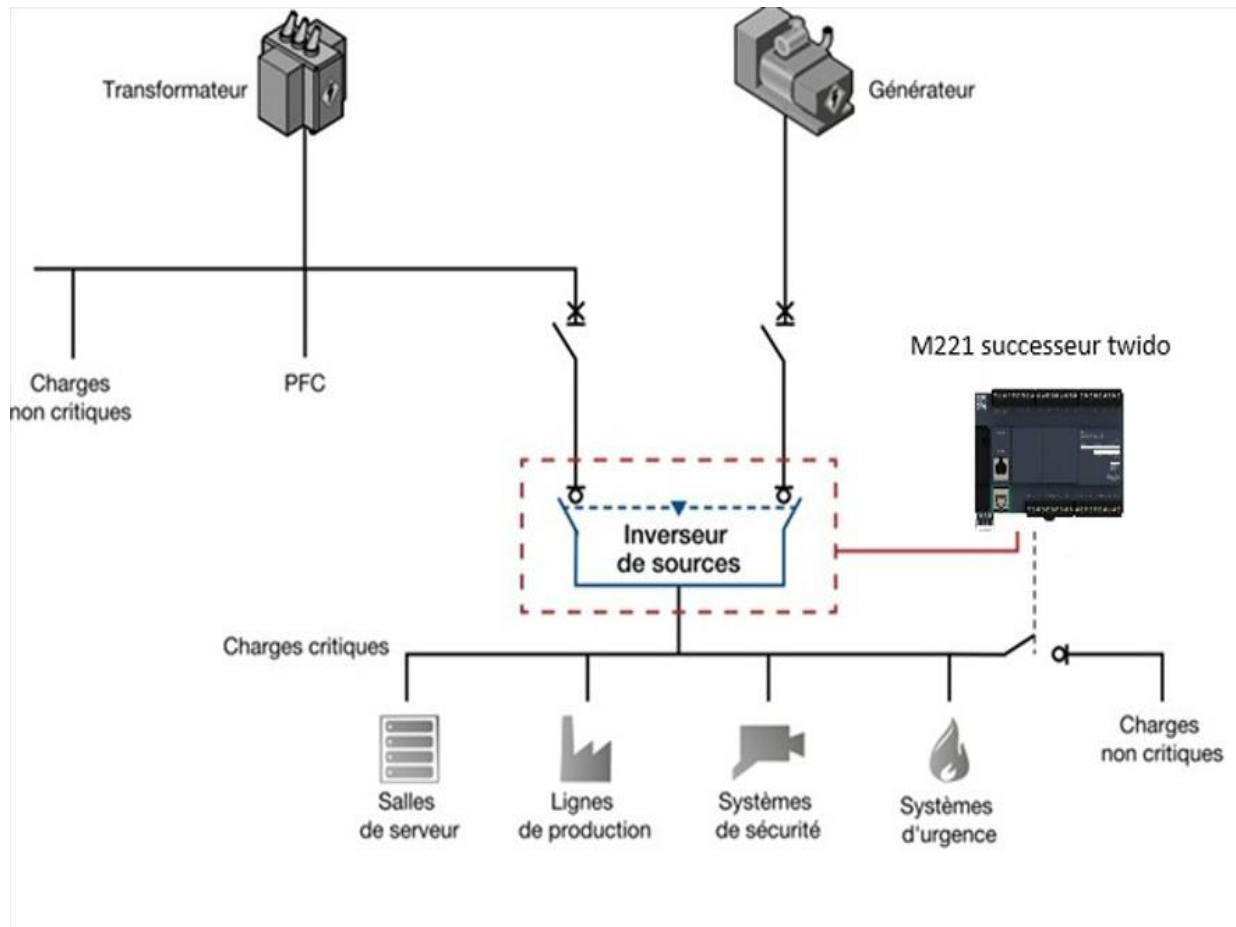 Transformateur
Générateur
M221 successeur twido
Charges
non critiques
PFC
Inverseur
de sources
Charges critiques
Charges
non critiques
Salles
de serveur
Lignes
de production
Systèmes
de sécurité
Systèmes
d'urgence